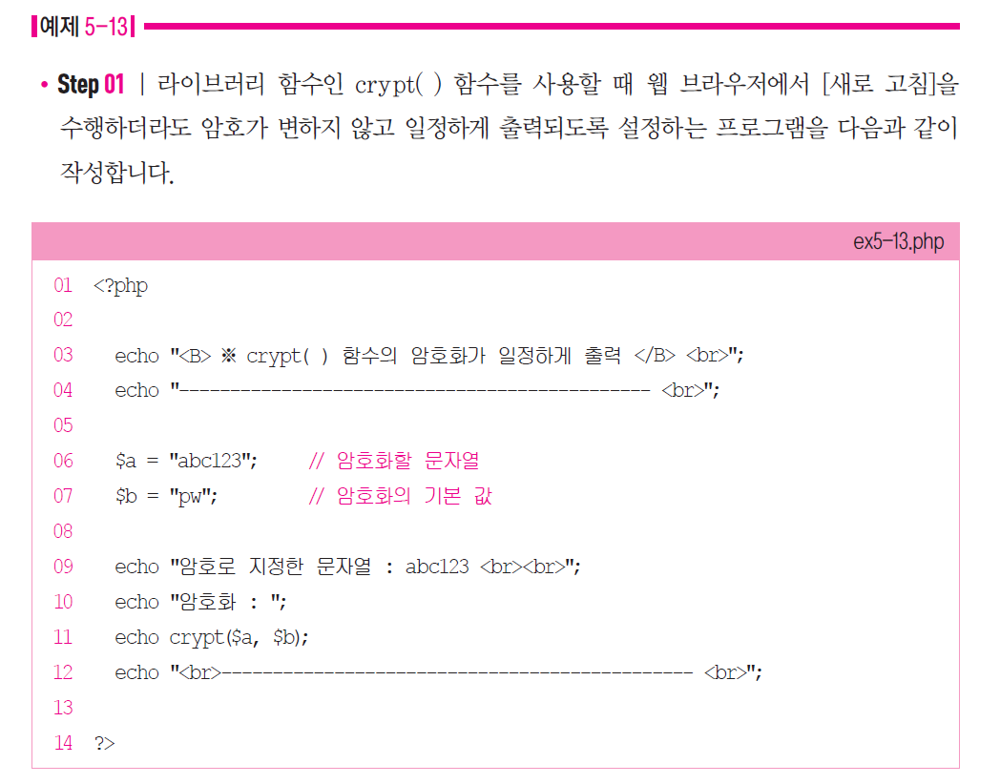 예제 5-13
• Step 01 | 라이브러리 함수인 crypt( ) 함수를 사용할 때 웹 브라우저에서 [새로 고침]을
수행하더라도 암호가 변하지 않고 일정하게 출력되도록 설정하는 프로그램을 다음과 같이
작성합니다.
ex5-13.php
01 <?php
02
03 echo "<B> ※ crypt( ) 함수의 암호화가 일정하게 출력 </B> <br>";
04 echo "---------------------------------------------- <br>";
05
06 $a = "abc123"; // 암호화할 문자열
07 $b = "pw"; // 암호화의 기본 값
08
09 echo "암호로 지정한 문자열 : abc123 <br><br>";
10 echo "암호화 : ";
11 echo crypt($a, $b);
12 echo "<br>---------------------------------------------- <br>";
13
14 ?>